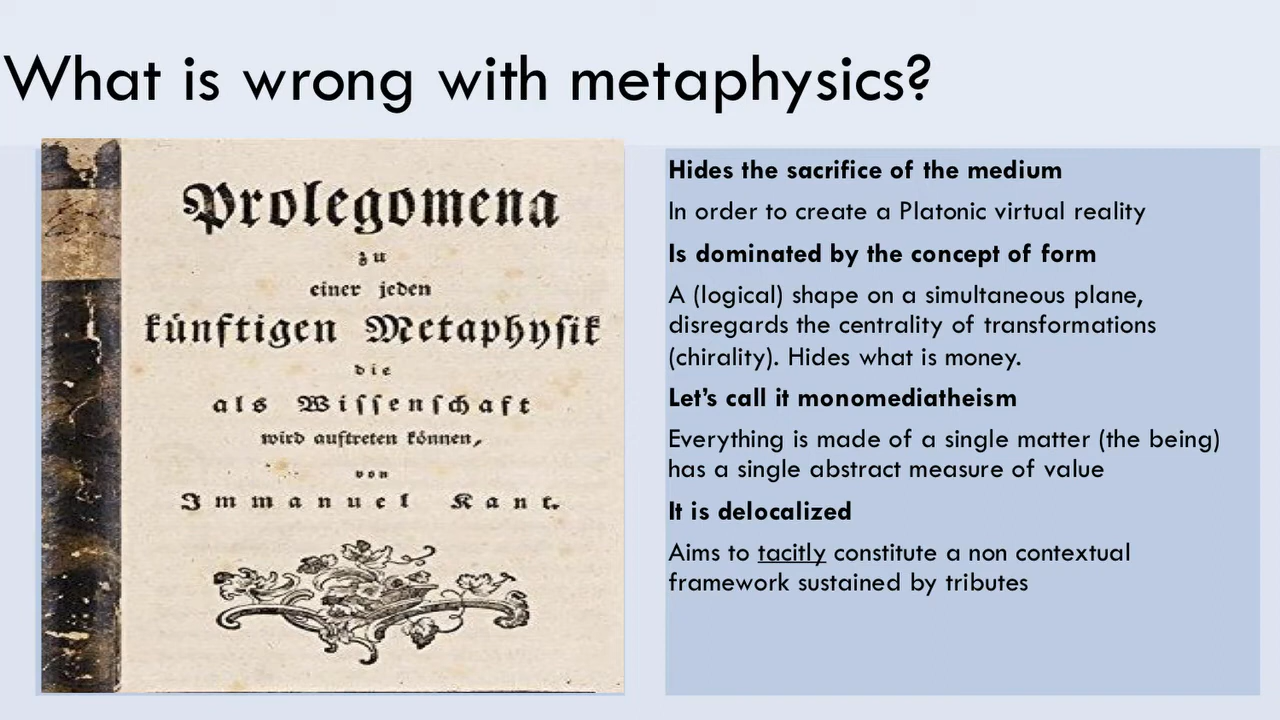 What is wrong with metaphysics?
Prolegomena
zu
einer jeden
künftigen Metaphysik
die
als Wissenschaft
wird auftreten können,
von
Immanuel Kant.
Hides the sacrifice of the medium
In order to create a Platonic virtual reality
Is dominated by the concept of form
A (logical) shape on a simultaneous plane,
disregards the centrality of transformations
(chirality). Hides what is money.
Let’s call it monomediatheism
Everything is made of a single matter (the being)
has a single abstract measure of value
It is delocalized
Aims to tacitly constitute a non contextual
framework sustained by tributes